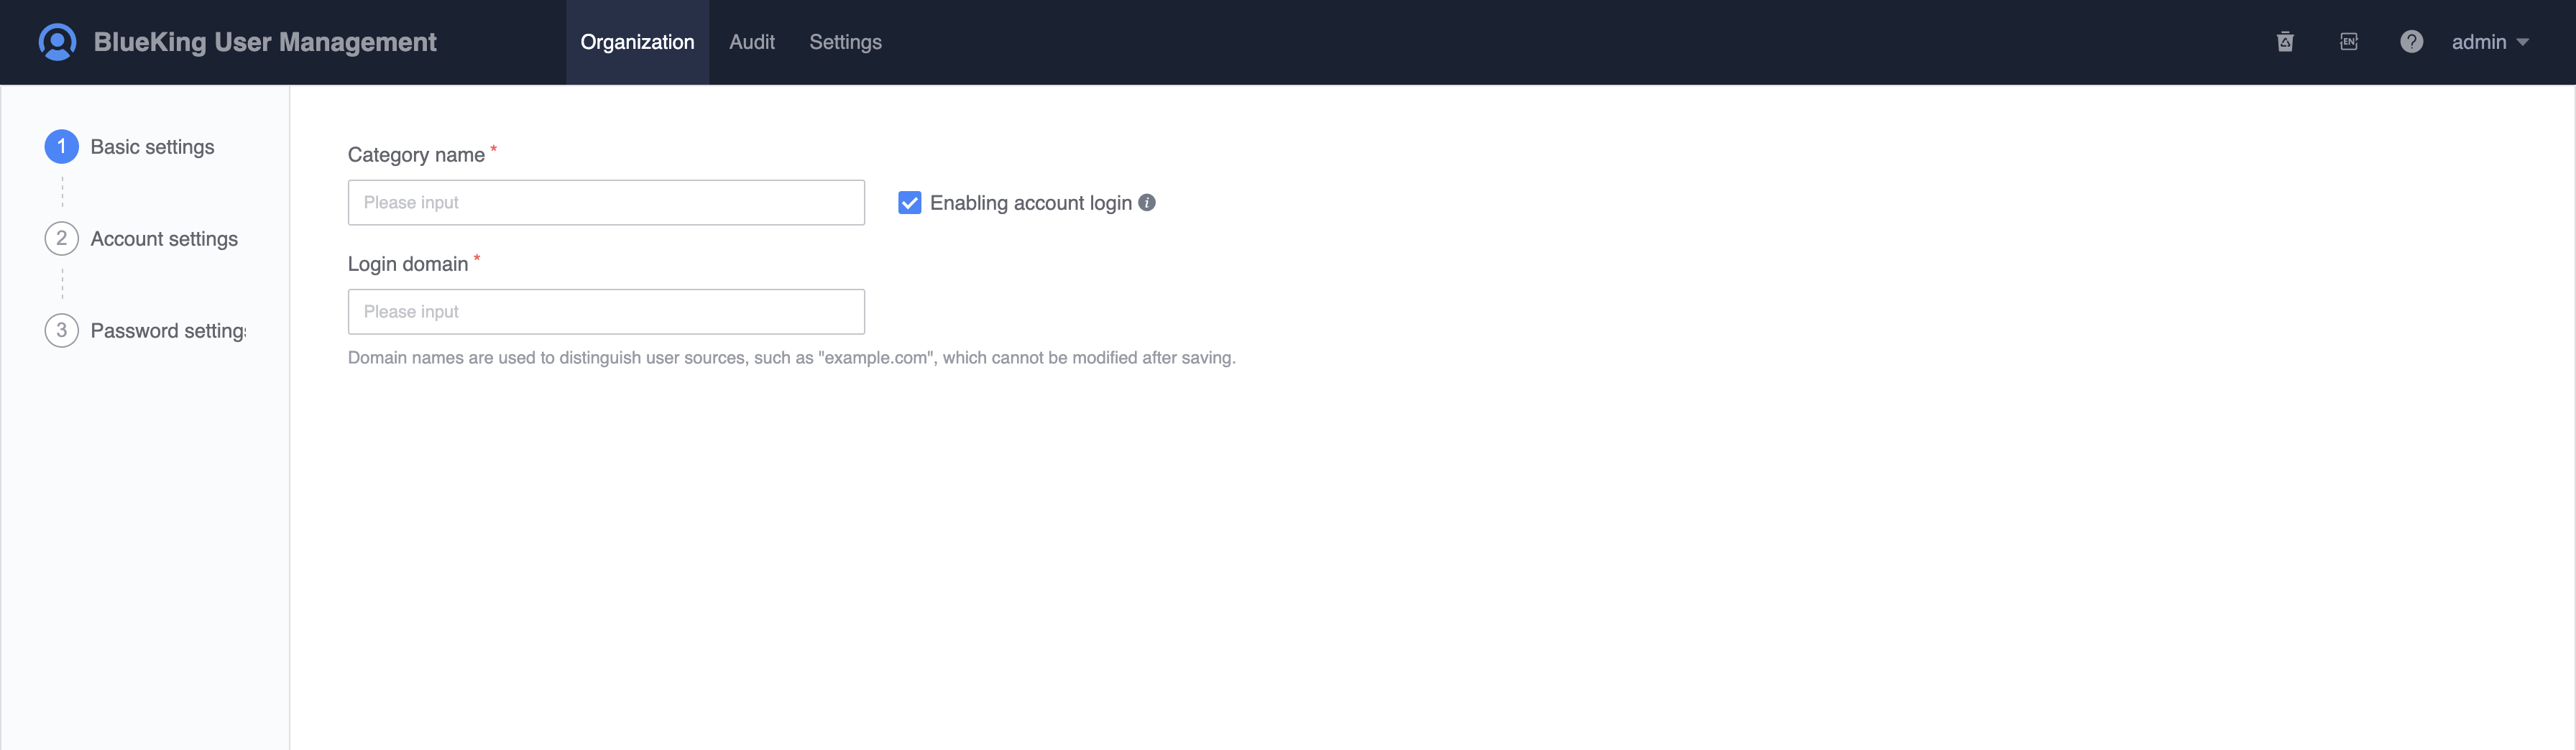 BlueKing User Management
Organization
Audit
Settings
EN
?
admin
1 Basic settings
2 Account settings
3 Password settings
Category name *
Please input
Enabling account login i
Login domain *
Please input
Domain names are used to distinguish user sources, such as "example.com", which cannot be modified after saving.